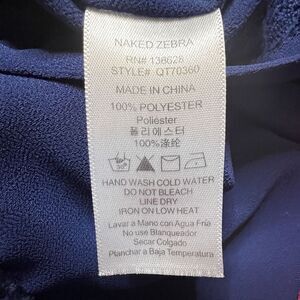 NAKED ZEBRA
RN# 136628
STYLE# QT70360
MADE IN CHINA
100% POLYESTER
Poliéster
폴리에스터
100%涤纶
HAND WASH COLD WATER
DO NOT BLEACH
LINE DRY
IRON ON LOW HEAT
Lavar a Mano con Agua Fria
No use Blanqueador
Secar Colgado
Planchar a Baja Temperatura